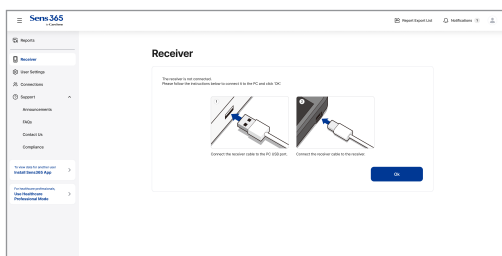 Sens365
by CareSens
Report Export List
Notifications
Reports
Receiver
User Settings
Connections
Support
Announcements
FAQs
Contact Us
Compliance
To view data for another user
Install Sens365 App
For healthcare professionals,
Use Healthcare
Professional Mode
Receiver
The receiver is not connected.
Please follow the instructions below to connect it to the PC and click 'OK'.
1
2
Connect the receiver cable to the PC USB port.
Connect the receiver cable to the receiver.
Ok